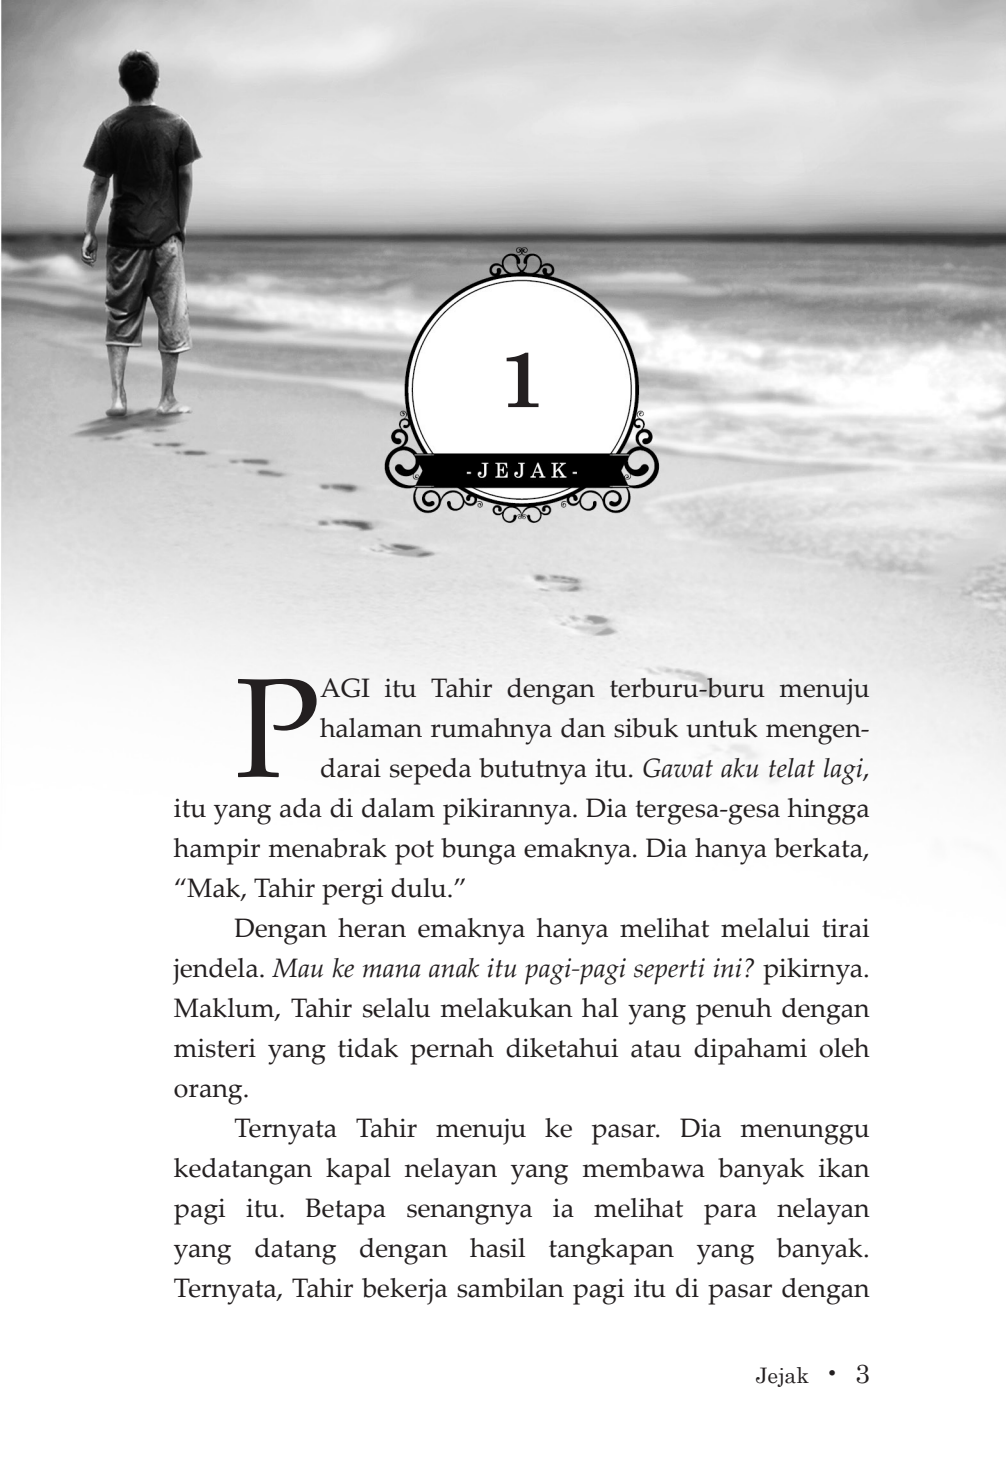 1
-JEJAK-
PAGI itu Tahir dengan terburu-buru menuju
halaman rumahnya dan sibuk untuk mengen-
darai sepeda bututnya itu. Gawat aku telat lagi,
itu yang ada di dalam pikirannya. Dia tergesa-gesa hingga
hampir menabrak pot bunga emaknya. Dia hanya berkata,
“Mak, Tahir pergi dulu.”
Dengan heran emaknya hanya melihat melalui tirai
jendela. Mau ke mana anak itu pagi-pagi seperti ini? pikirnya.
Maklum, Tahir selalu melakukan hal yang penuh dengan
misteri yang tidak pernah diketahui atau dipahami oleh
orang.
Ternyata Tahir menuju ke pasar. Dia menunggu
kedatangan kapal nelayan yang membawa banyak ikan
pagi itu. Betapa senangnya ia melihat para nelayan
yang datang dengan hasil tangkapan yang banyak.
Ternyata, Tahir bekerja sambilan pagi itu di pasar dengan
Jejak • 3